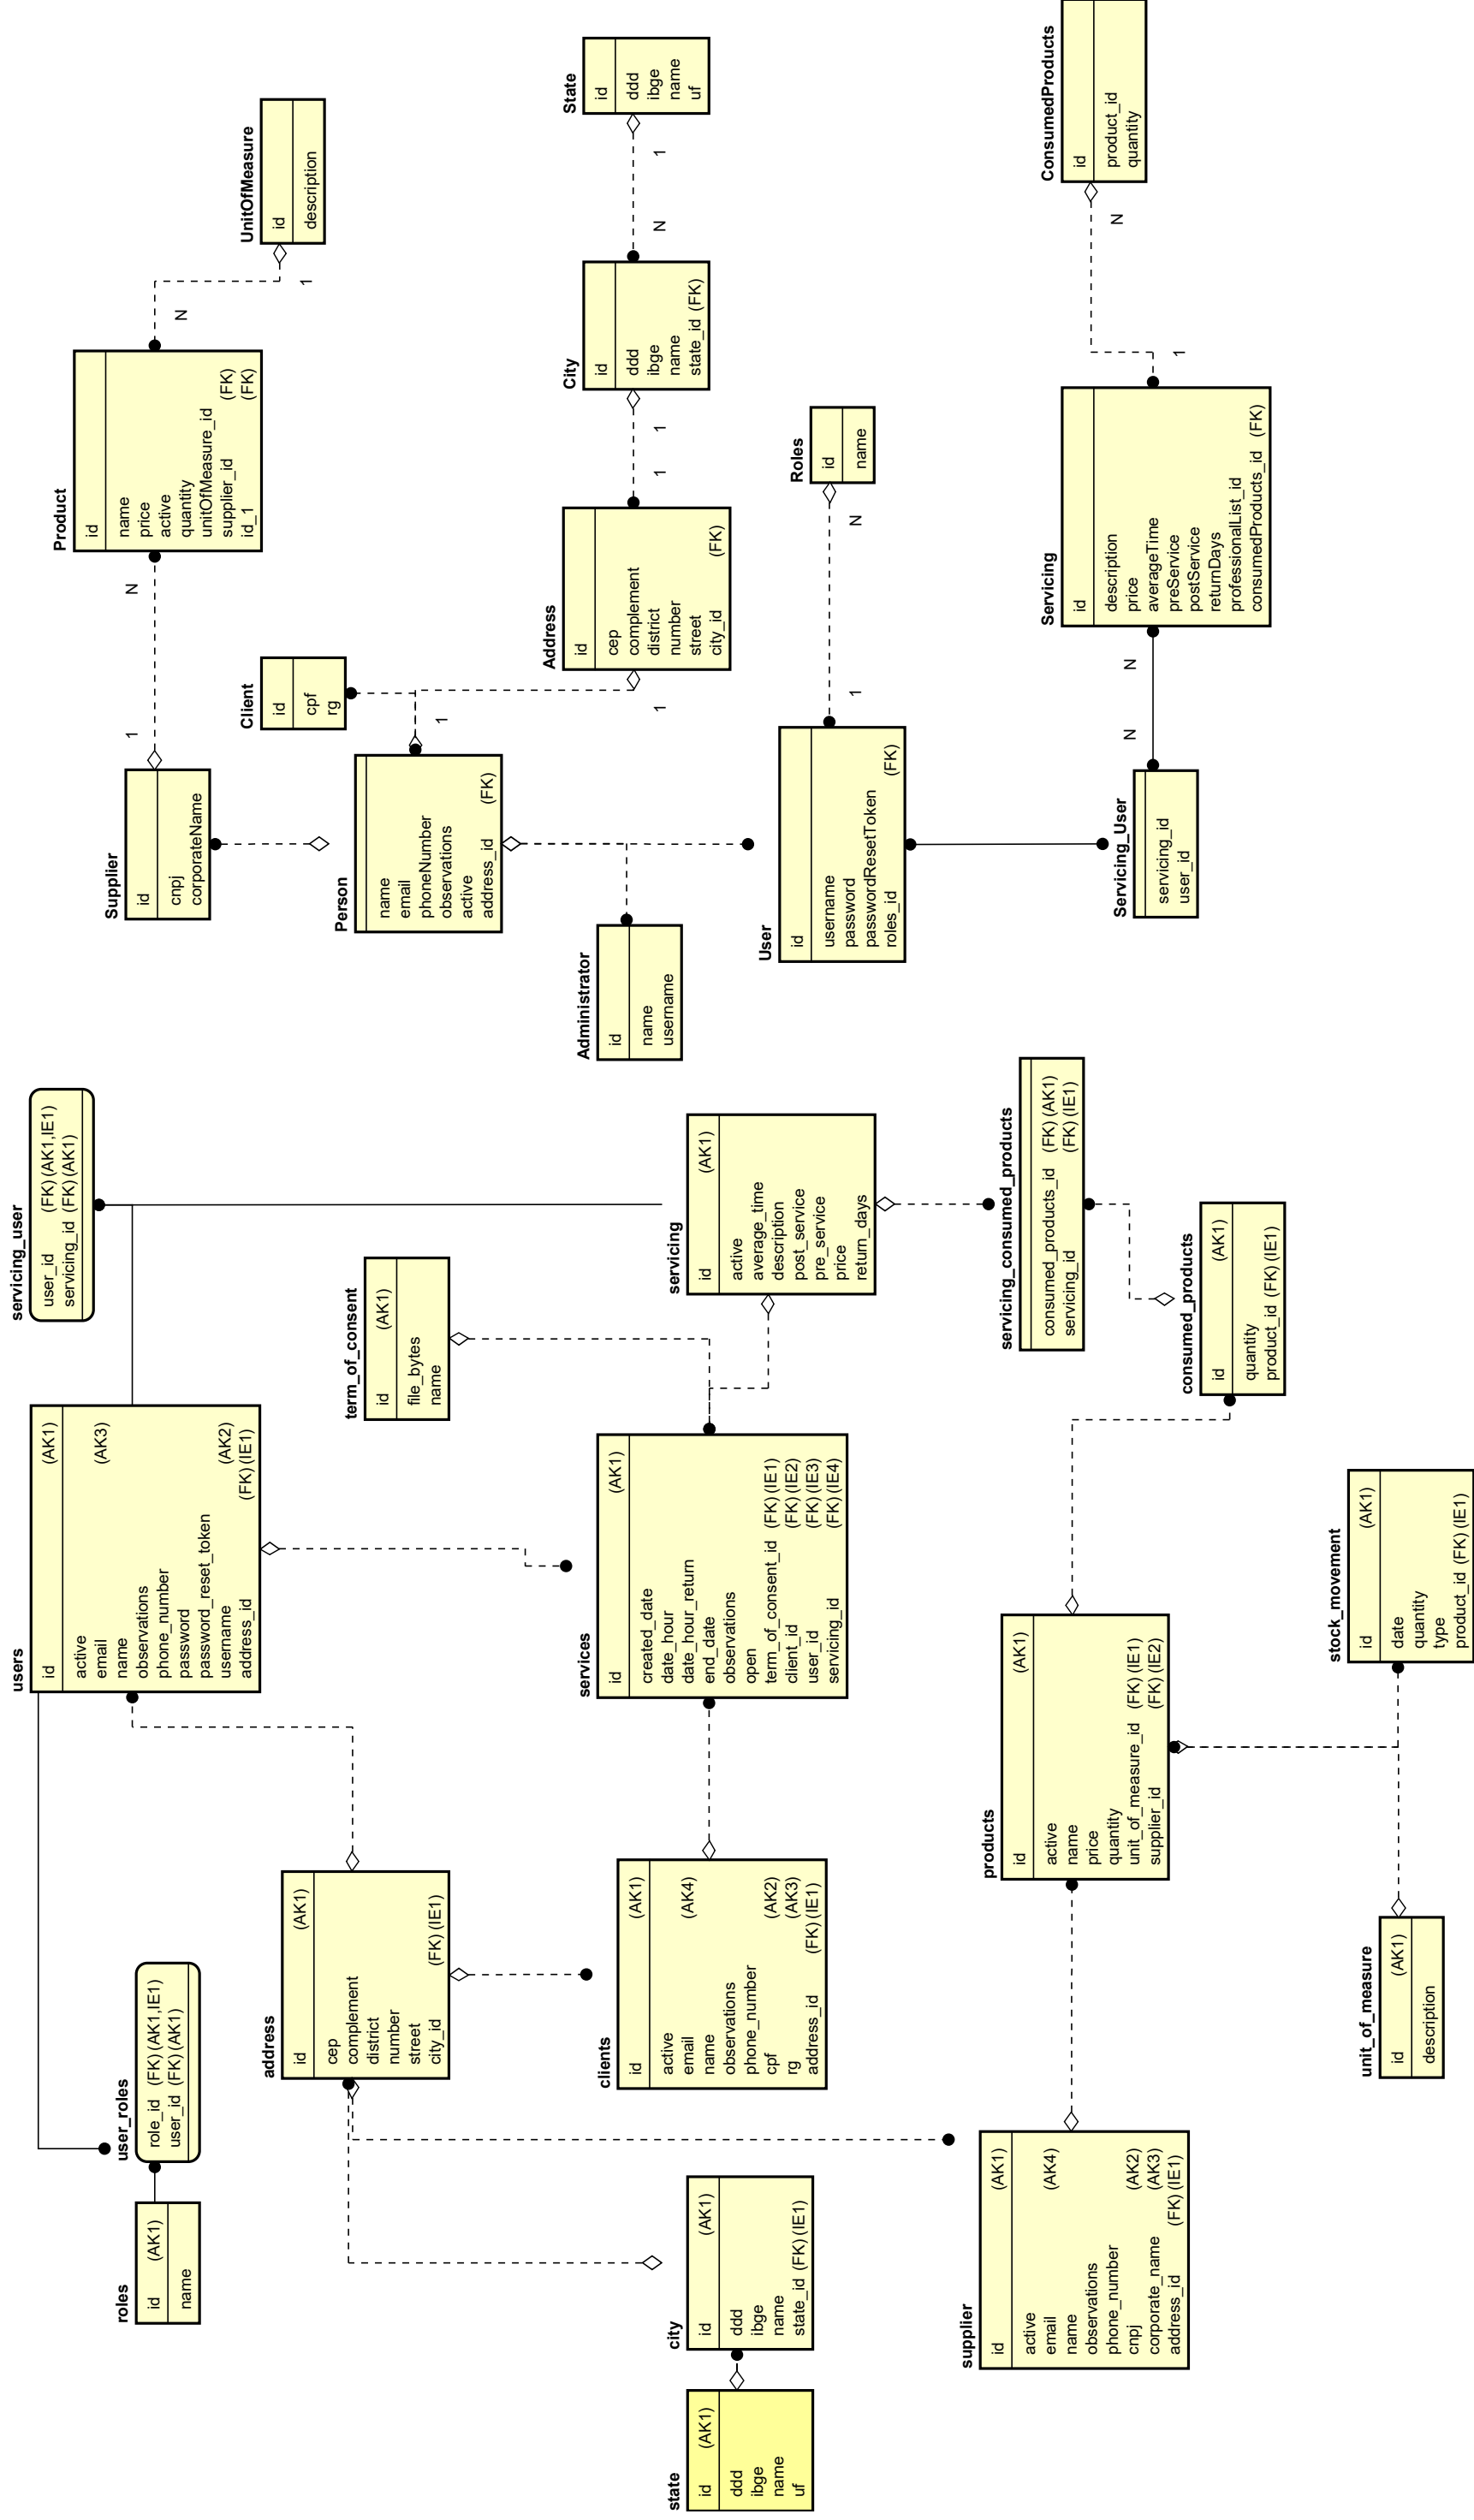 servicing_user
user_id (FK) (AK1,IE1)
servicing_id (FK) (AK1)
users
id (AK1)
active
email (AK3)
name
observations
phone_number
password
password_reset_token
username (AK2)
address_id (FK) (IE1)
user_roles
role_id (FK) (AK1,IE1)
user_id (FK) (AK1)
roles
id (AK1)
name
term_of_consent
id (AK1)
file_bytes
name
address
id (AK1)
cep
complement
district
number
street
city_id (FK) (IE1)
servicing
id (AK1)
active
average_time
description
post_service
pre_service
price
return_days
services
id (AK1)
created_date
date_hour
date_hour_return
end_date
observations
open
term_of_consent_id (FK) (IE1)
client_id (FK) (IE2)
user_id (FK) (IE3)
servicing_id (FK) (IE4)
clients
id (AK1)
active
email (AK4)
name
observations
phone_number
cpf (AK2)
rg (AK3)
address_id (FK) (IE1)
city
id (AK1)
ddd
ibge
name
state_id (FK) (IE1)
state
id (AK1)
ddd
ibge
name
uf
servicing_consumed_products
consumed_products_id (FK) (AK1)
servicing_id (FK) (IE1)
consumed_products
id (AK1)
quantity
product_id (FK) (IE1)
products
id (AK1)
active
name
price
quantity
unit_of_measure_id (FK) (IE1)
supplier_id (FK) (IE2)
supplier
id (AK1)
active
email (AK4)
name
observations
phone_number
cnpj (AK2)
corporate_name (AK3)
address_id (FK) (IE1)
stock_movement
id (AK1)
date
quantity
type
product_id (FK) (IE1)
unit_of_measure
id (AK1)
description
Product
id
name
price
active
quantity
unitOfMeasure_id
supplier_id (FK)
id_1 (FK)
N
1
UnitOfMeasure
id
description
N
1
Supplier
id
cnpj
corporateName
Client
id
cpf
rg
Person
name
email
phoneNumber
observations
active
address_id (FK)
1
1
Address
id
cep
complement
district
number
street
city_id (FK)
1
1
City
id
ddd
ibge
name
state_id (FK)
N
1
State
id
ddd
ibge
name
uf
Administrator
id
name
username
User
id
username
password
passwordResetToken
roles_id (FK)
1
N
Roles
id
name
Servicing_User
servicing_id
user_id
N
N
Servicing
id
description
price
averageTime
preService
postService
returnDays
professionalList_id
consumedProducts_id (FK)
1
N
ConsumedProducts
id
product_id
quantity